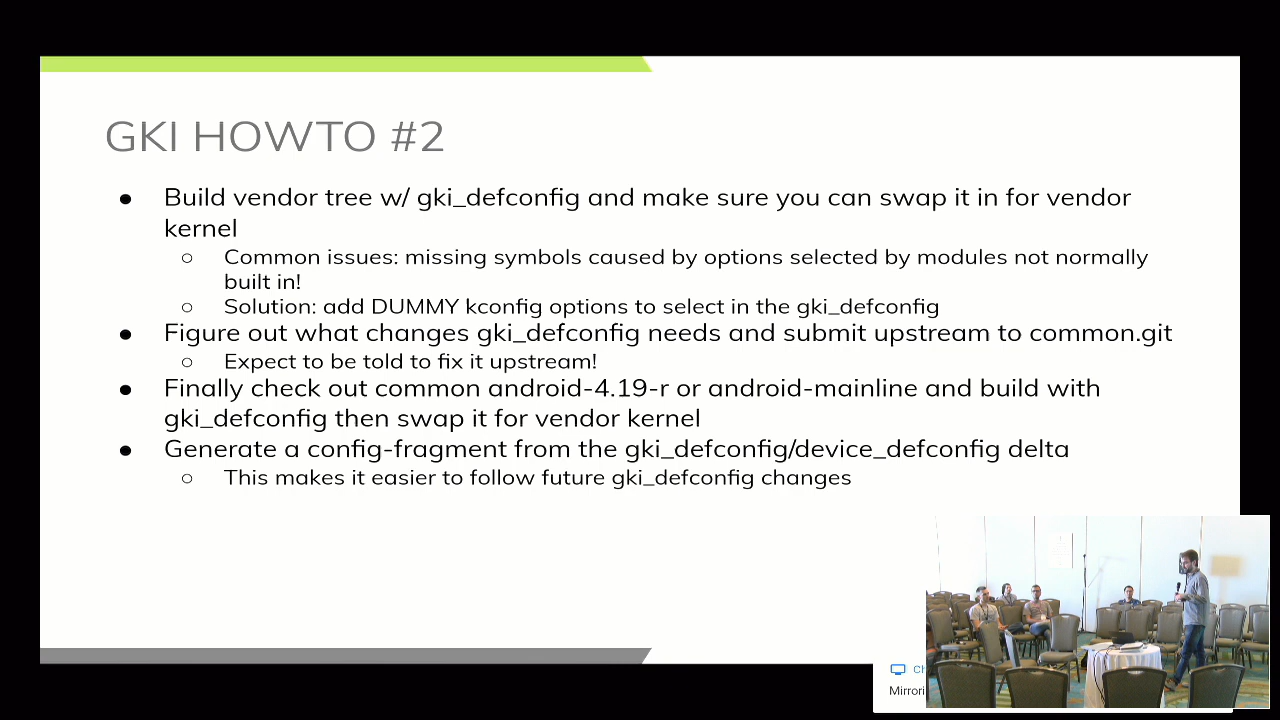 GKI HOWTO #2
● Build vendor tree w/ gki_defconfig and make sure you can swap it in for vendor
kernel
○ Common issues: missing symbols caused by options selected by modules not normally
built in!
○ Solution: add DUMMY kconfig options to select in the gki_defconfig
● Figure out what changes gki_defconfig needs and submit upstream to common.git
○ Expect to be told to fix it upstream!
● Finally check out common android-4.19-r or android-mainline and build with
gki_defconfig then swap it for vendor kernel
● Generate a config-fragment from the gki_defconfig/device_defconfig delta
○ This makes it easier to follow future gki_defconfig changes